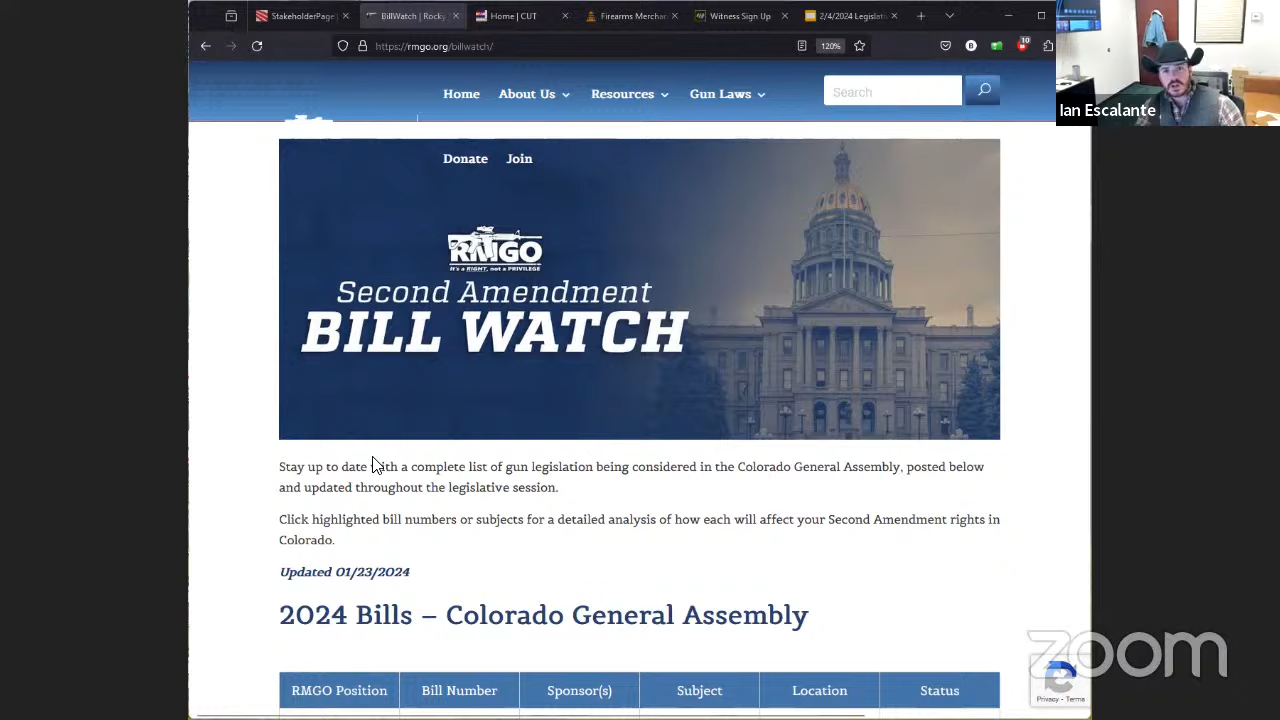 StakeholderPage
BillWatch | Rocky
Home | CUT
Firearms Merchan
Witness Sign Up
2/4/2024 Legislati
https://rmgo.org/billwatch/
120%
10
Home
About Us
Resources
Gun Laws
Search
Donate
Join
Ian Escalante
RMGO
It's a RIGHT, not a PRIVILEGE
Second Amendment
BILL WATCH
Stay up to date with a complete list of gun legislation being considered in the Colorado General Assembly, posted below
and updated throughout the legislative session.
Click highlighted bill numbers or subjects for a detailed analysis of how each will affect your Second Amendment rights in
Colorado.
Updated 01/23/2024
2024 Bills – Colorado General Assembly
RMGO Position
Bill Number
Sponsor(s)
Subject
Location
Status
zoom
Privacy - Terms